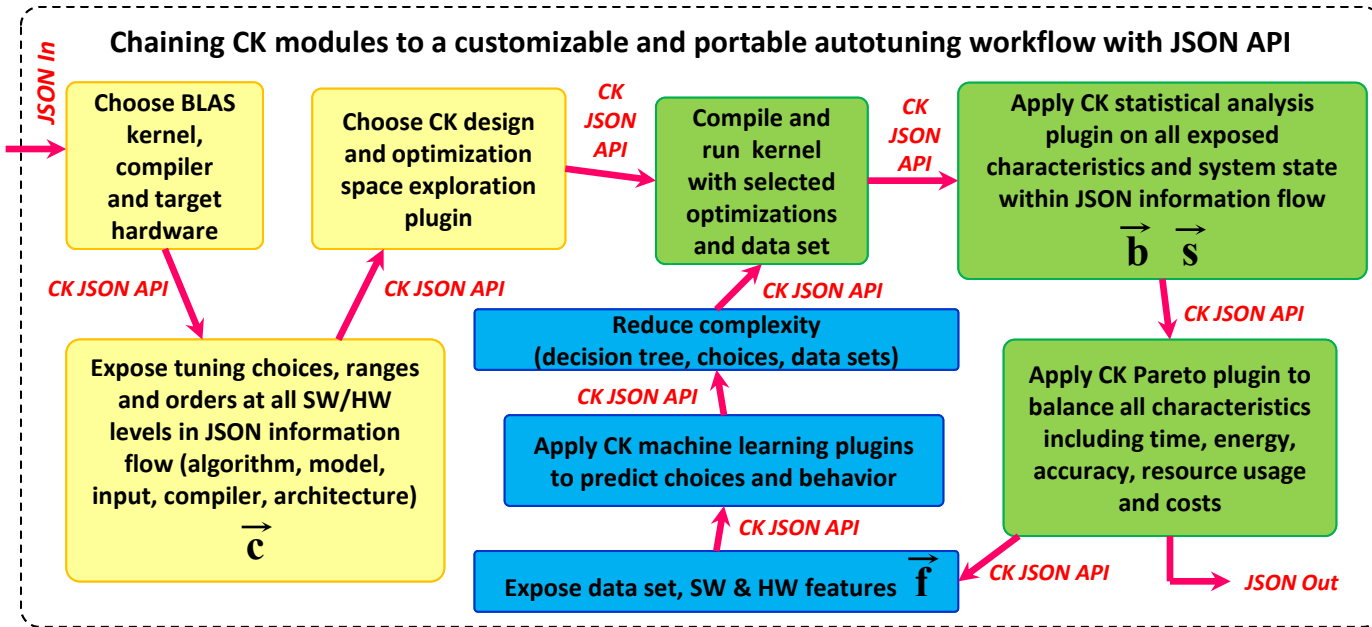 Chaining CK modules to a customizable and portable autotuning workflow with JSON API
JSON In
Choose BLAS
kernel,
compiler
and target
hardware
CK JSON API
Expose tuning choices, ranges
and orders at all SW/HW
levels in JSON information
flow (algorithm, model,
input, compiler, architecture)
c
CK JSON API
Choose CK design
and optimization
space exploration
plugin
CK
JSON
API
Compile and
run kernel
with selected
optimizations
and data set
CK
JSON
API
Apply CK statistical analysis
plugin on all exposed
characteristics and system state
within JSON information flow
b s
CK JSON API
Apply CK Pareto plugin to
balance all characteristics
including time, energy,
accuracy, resource usage
and costs
JSON Out
CK JSON API
Expose data set, SW & HW features f
CK JSON API
Apply CK machine learning plugins
to predict choices and behavior
CK JSON API
Reduce complexity
(decision tree, choices, data sets)
CK JSON API